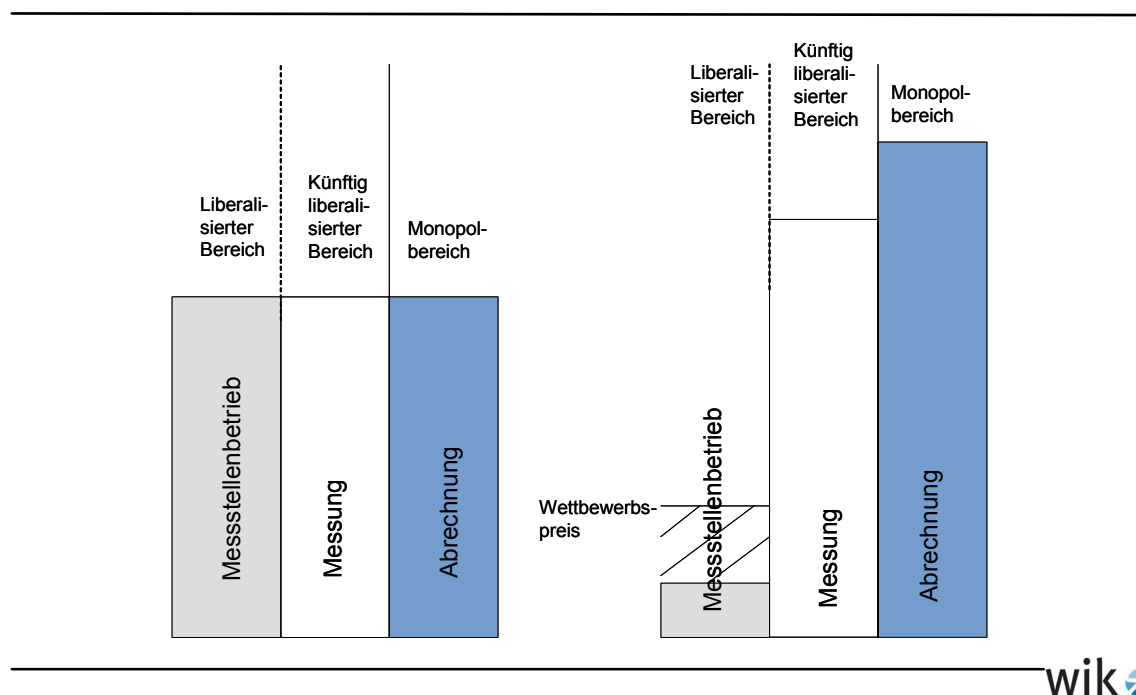 Liberali-
sierter
Bereich
Künftig
liberali-
sierter
Bereich
Monopol-
bereich
Messstellenbetrieb
Messung
Abrechnung
Liberali-
sierter
Bereich
Künftig
liberali-
sierter
Bereich
Monopol-
bereich
Wettbewerbs-
preis
Messstellenbetrieb
Messung
Abrechnung
wik